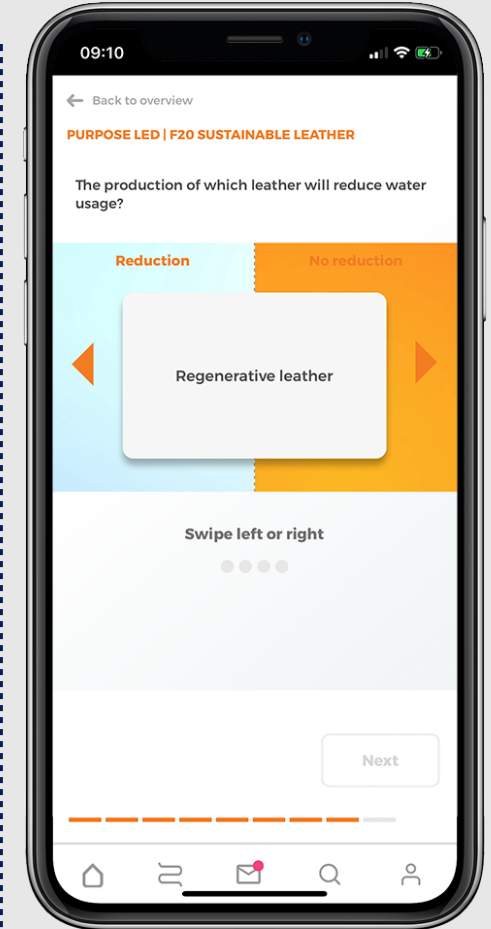 09:10
Back to overview
PURPOSE LED | F20 SUSTAINABLE LEATHER
The production of which leather will reduce water
usage?
Reduction
No reduction
Regenerative leather
Swipe left or right
Next